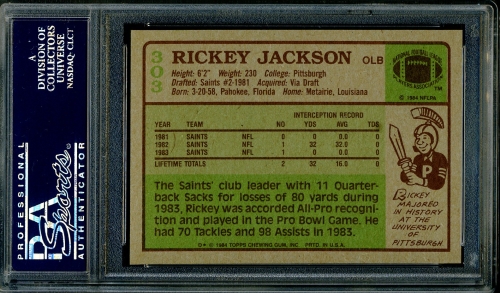 A
DIVISION OF
COLLECTORS
UNIVERSE
NASDAQ: CLCT
PROFESSIONAL
PSA
Sports
AUTHENTICATOR
303
RICKEY JACKSON OLB
Height: 6'2" Weight: 230 College: Pittsburgh
Drafted: Saints #2-1981 Acquired: Via Draft
Born: 3-20-58, Pahokee, Florida Home: Metairie, Louisiana
NATIONAL FOOTBALL LEAGUE
TM
© 1984 NFLPA
INTERCEPTION RECORD
YEAR TEAM NO YDS AVG TDS
1981 SAINTS NFL 0 0 0.0 0
1982 SAINTS NFL 1 32 32.0 0
1983 SAINTS NFL 1 0 0.0 0
LIFETIME TOTALS 2 32 16.0 0
The Saints' club leader with 11 Quarter-
back Sacks for losses of 80 yards during
1983, Rickey was accorded All-Pro recogni-
tion and played in the Pro Bowl Game. He
had 70 Tackles and 98 Assists in 1983.
P
RICKEY
MAJORED
IN HISTORY
AT THE
UNIVERSITY OF
PITTSBURGH
D★ © 1984 TOPPS CHEWING GUM, INC. PRTD. IN U.S.A.